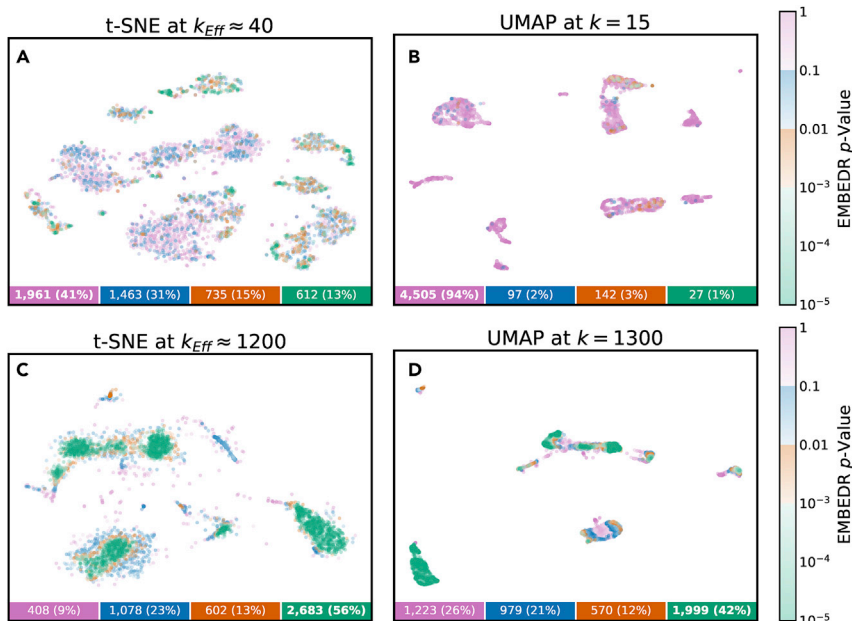 t-SNE at k_Eff ≈ 40
UMAP at k = 15
A
B
1,961 (41%) 1,463 (31%) 735 (15%) 612 (13%)
4,505 (94%) 97 (2%) 142 (3%) 27 (1%)
1
0.1
0.01
10⁻³
10⁻⁴
10⁻⁵
EMBEDR p-Value
t-SNE at k_Eff ≈ 1200
UMAP at k = 1300
C
D
408 (9%) 1,078 (23%) 602 (13%) 2,683 (56%)
1,223 (26%) 979 (21%) 570 (12%) 1,999 (42%)
1
0.1
0.01
10⁻³
10⁻⁴
10⁻⁵
EMBEDR p-Value